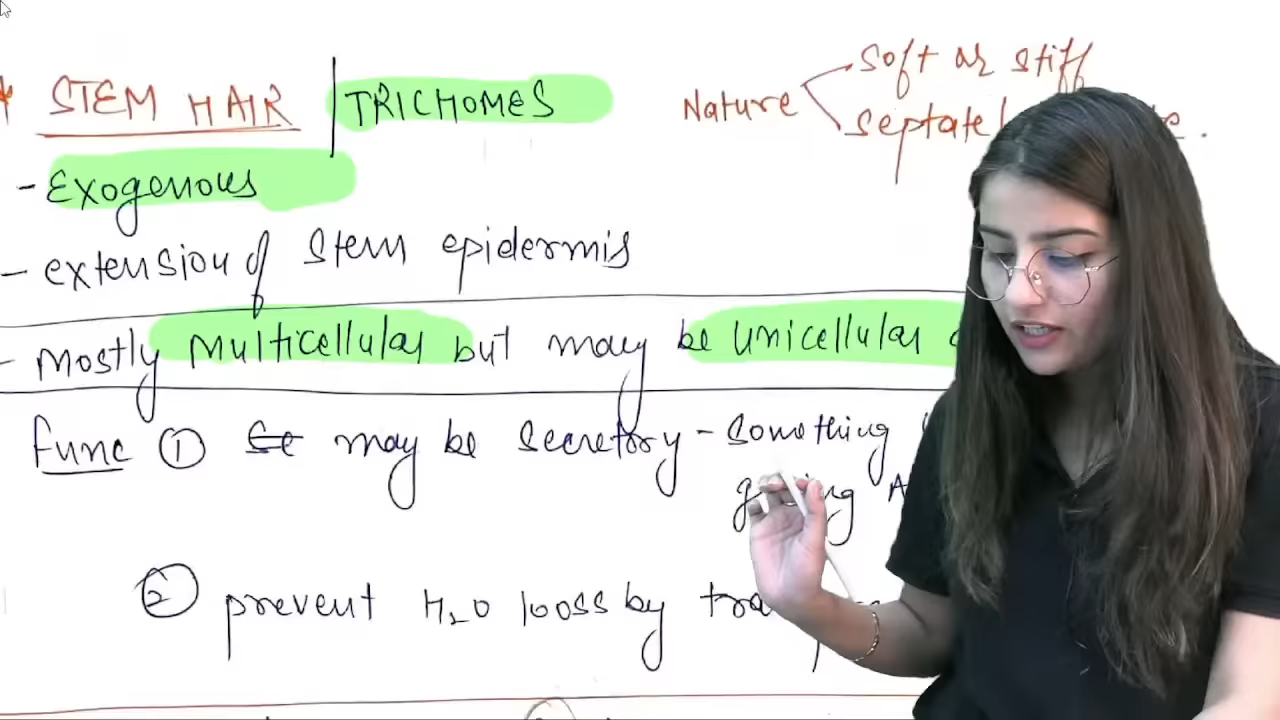 STEM HAIR | TRICHOMES
Nature
soft or stiff
septate
- Exogenous
- extension of stem epidermis
- Mostly Multicellular but may be Unicellular
func ① may be secretory - something
② prevent H2O looss by